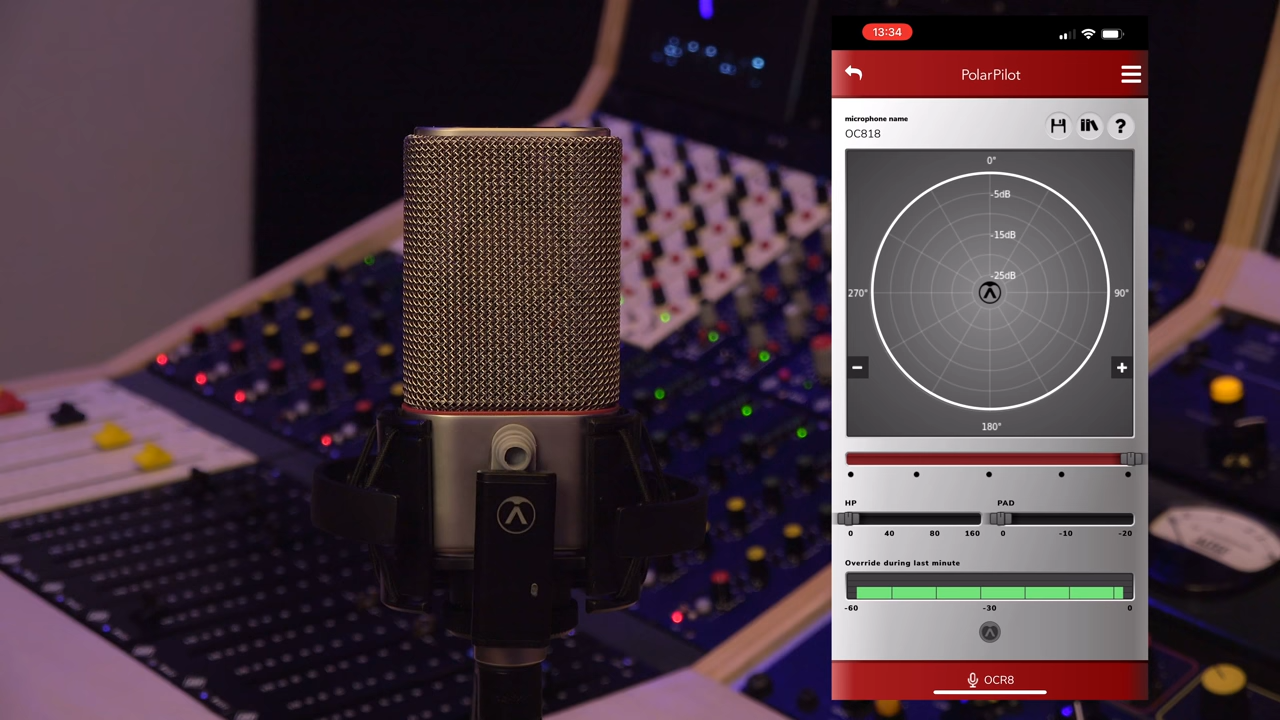 13:34
PolarPilot
microphone name
OC818
?
0°
-5dB
-15dB
-25dB
270°
90°
−
+
180°
HP
PAD
0 40 80 160
0 -10 -20
Override during last minute
-60 -30 0
OCR8